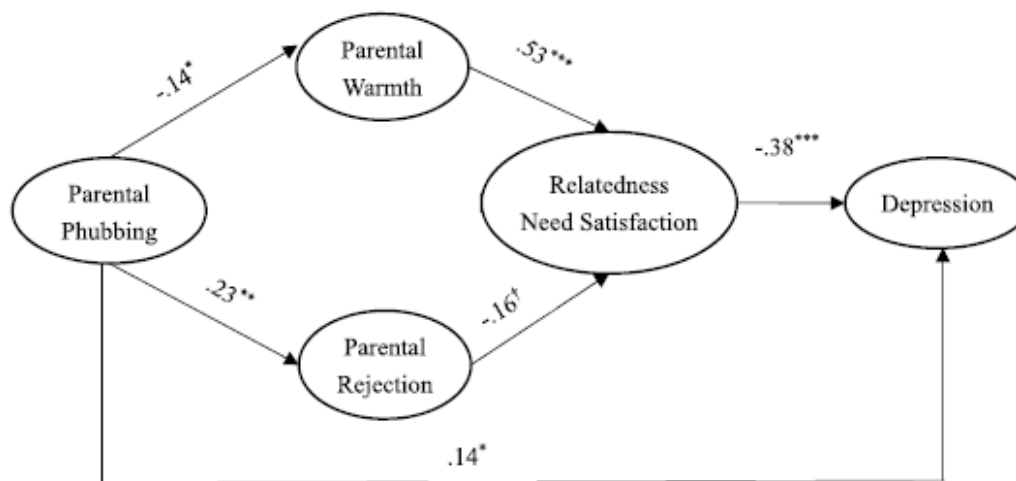 Parental
Warmth
-.14*
.53***
-.38***
Parental
Phubbing
Relatedness
Need Satisfaction
Depression
.23**
-.16†
Parental
Rejection
.14*